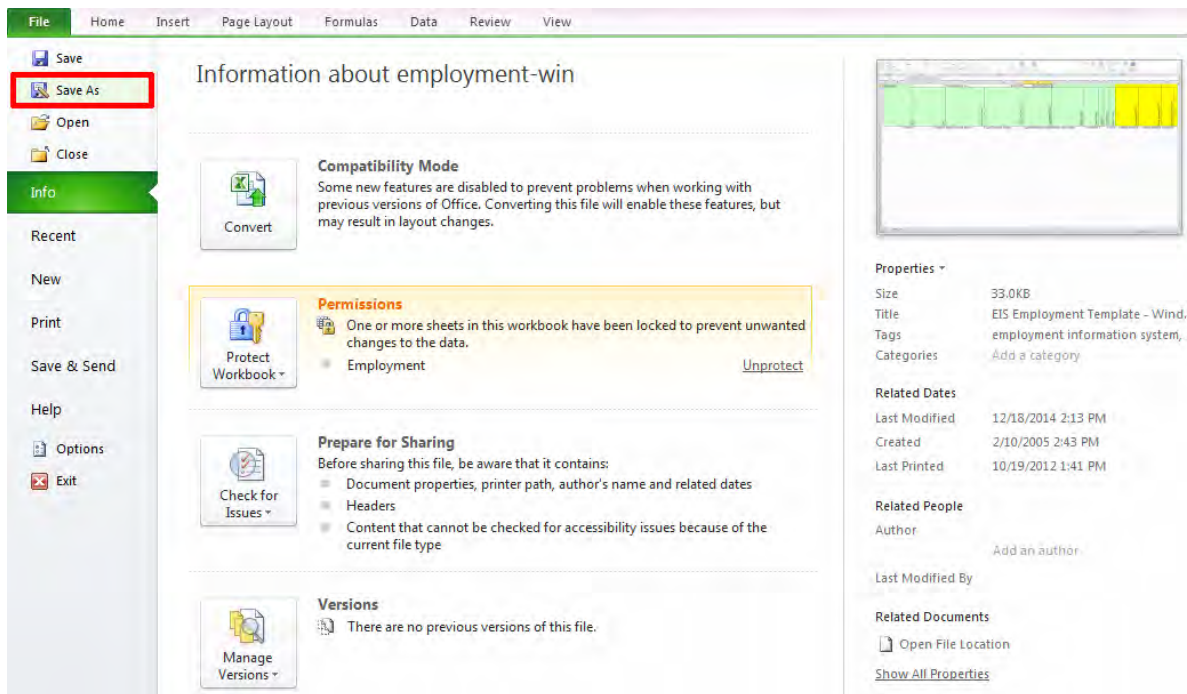 File Home Insert Page Layout Formulas Data Review View
Save
Save As
Open
Close
Info
Recent
New
Print
Save & Send
Help
Options
Exit
Information about employment-win
Convert
Compatibility Mode
Some new features are disabled to prevent problems when working with
previous versions of Office. Converting this file will enable these features, but
may result in layout changes.
Protect
Workbook
Permissions
One or more sheets in this workbook have been locked to prevent unwanted
changes to the data.
Employment Unprotect
Check for
Issues
Prepare for Sharing
Before sharing this file, be aware that it contains:
Document properties, printer path, author's name and related dates
Headers
Content that cannot be checked for accessibility issues because of the
current file type
Manage
Versions
Versions
There are no previous versions of this file.
Properties
Size 33.0KB
Title EIS Employment Template - Wind.
Tags employment information system,
Categories Add a category
Related Dates
Last Modified 12/18/2014 2:13 PM
Created 2/10/2005 2:43 PM
Last Printed 10/19/2012 1:41 PM
Related People
Author
Add an author
Last Modified By
Related Documents
Open File Location
Show All Properties